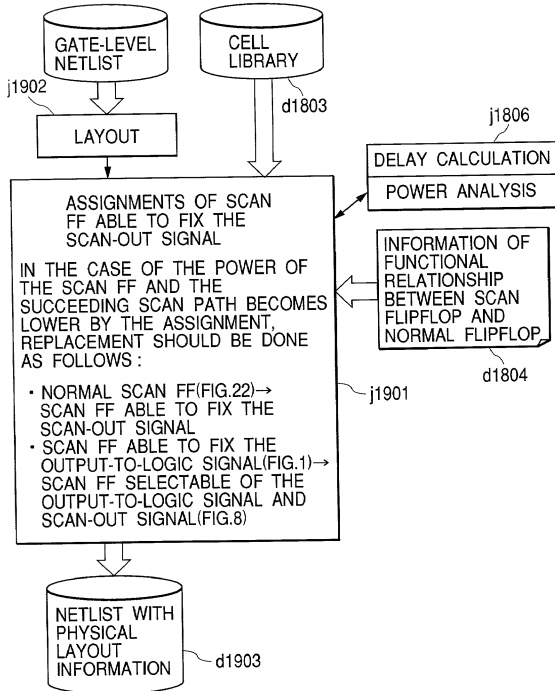 GATE-LEVEL
NETLIST
CELL
LIBRARY
d1803
j1902
LAYOUT
j1806
DELAY CALCULATION
POWER ANALYSIS
ASSIGNMENTS OF SCAN
FF ABLE TO FIX THE
SCAN-OUT SIGNAL
IN THE CASE OF THE POWER OF
THE SCAN FF AND THE
SUCCEEDING SCAN PATH BECOMES
LOWER BY THE ASSIGNMENT,
REPLACEMENT SHOULD BE DONE
AS FOLLOWS :
· NORMAL SCAN FF(FIG.22)→
SCAN FF ABLE TO FIX THE
SCAN-OUT SIGNAL
· SCAN FF ABLE TO FIX THE
OUTPUT-TO-LOGIC SIGNAL(FIG.1)→
SCAN FF SELECTABLE OF THE
OUTPUT-TO-LOGIC SIGNAL AND
SCAN-OUT SIGNAL(FIG.8)
INFORMATION OF
FUNCTIONAL
RELATIONSHIP
BETWEEN SCAN
FLIPFLOP AND
NORMAL FLIPFLOP
d1804
j1901
NETLIST WITH
PHYSICAL
LAYOUT
INFORMATION
d1903